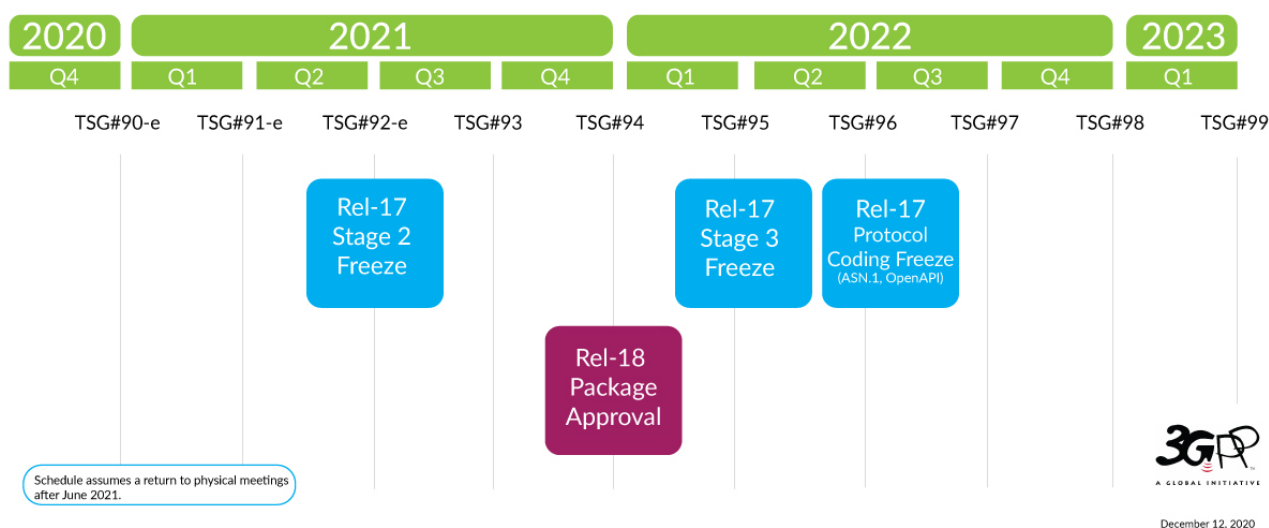 2020 2021 2022 2023
Q4 Q1 Q2 Q3 Q4 Q1 Q2 Q3 Q4 Q1
TSG#90-e TSG#91-e TSG#92-e TSG#93 TSG#94 TSG#95 TSG#96 TSG#97 TSG#98 TSG#99
Rel-17
Stage 2
Freeze
Rel-17
Stage 3
Freeze
Rel-17
Protocol
Coding Freeze
(ASN.1, OpenAPI)
Rel-18
Package
Approval
Schedule assumes a return to physical meetings
after June 2021.
3GPP
TM
A GLOBAL INITIATIVE
December 12, 2020